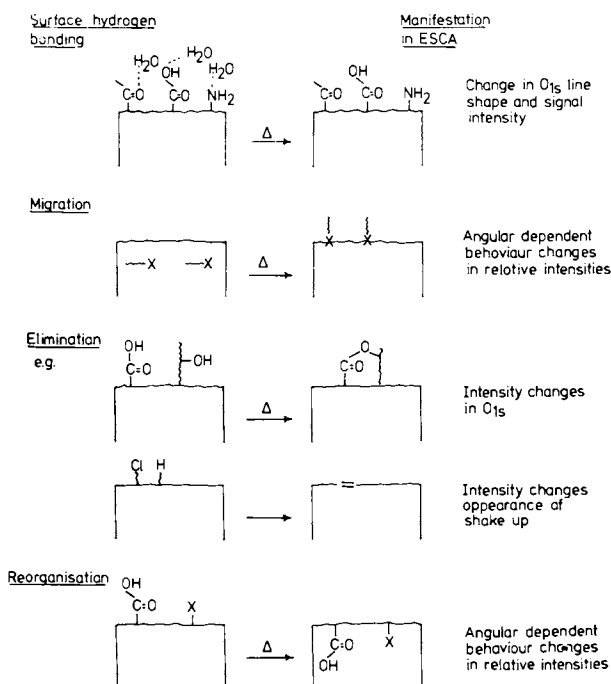 Surface hydrogen bonding
Manifestation in ESCA
H2O
H2O
H2O
OH
C=O
C=O
NH2
Δ
OH
C=O
C=O
NH2
Change in O1s line
shape and signal
intensity
Migration
X
X
Δ
X
X
Angular dependent
behaviour changes
in relative intensities
Elimination
e.g.
OH
C=O
OH
Δ
O
C=O
Intensity changes
in O1s
Cl
H
Intensity changes
appearance of
shake up
Reorganisation
OH
C=O
X
Δ
C=O
OH
X
Angular dependent
behaviour changes
in relative intensities